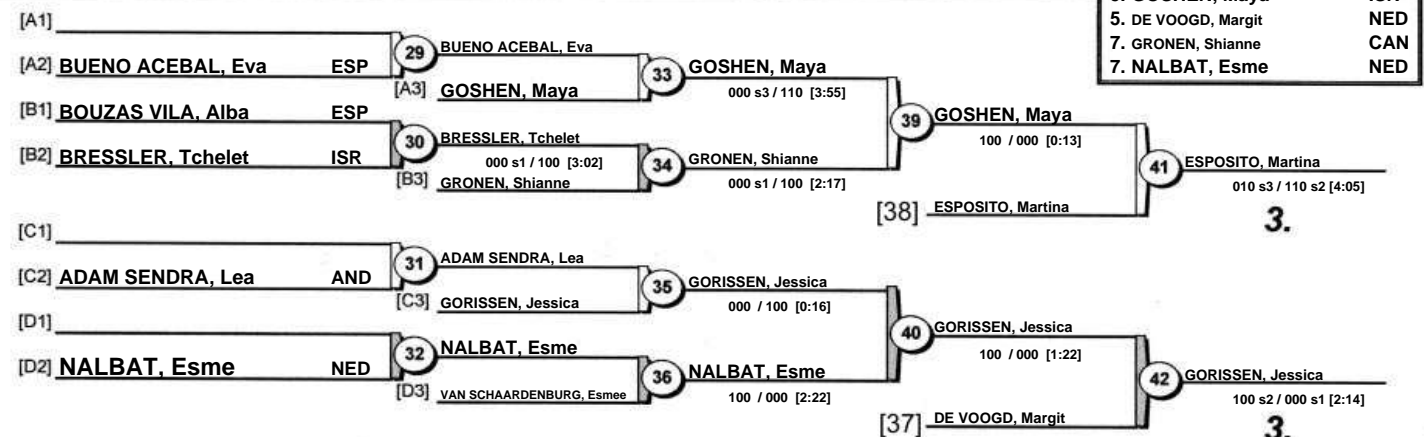 5. DE VOOGD, Margit NED
7. GRONEN, Shianne CAN
7. NALBAT, Esme NED
[A1]
[A2] BUENO ACEBAL, Eva ESP
29
BUENO ACEBAL, Eva
[A3] GOSHEN, Maya
33
GOSHEN, Maya
000 s3 / 110 [3:55]
[B1] BOUZAS VILA, Alba ESP
[B2] BRESSLER, Tchelet ISR
30
BRESSLER, Tchelet
000 s1 / 100 [3:02]
[B3] GRONEN, Shianne
34
GRONEN, Shianne
000 s1 / 100 [2:17]
39
GOSHEN, Maya
100 / 000 [0:13]
[38] ESPOSITO, Martina
41
ESPOSITO, Martina
010 s3 / 110 s2 [4:05]
3.
[C1]
[C2] ADAM SENDRA, Lea AND
31
ADAM SENDRA, Lea
[C3] GORISSEN, Jessica
35
GORISSEN, Jessica
000 / 100 [0:16]
[D1]
[D2] NALBAT, Esme NED
32
NALBAT, Esme
[D3] VAN SCHAARDENBURG, Esmee
36
NALBAT, Esme
100 / 000 [2:22]
40
GORISSEN, Jessica
100 / 000 [1:22]
[37] DE VOOGD, Margit
42
GORISSEN, Jessica
100 s2 / 000 s1 [2:14]
3.